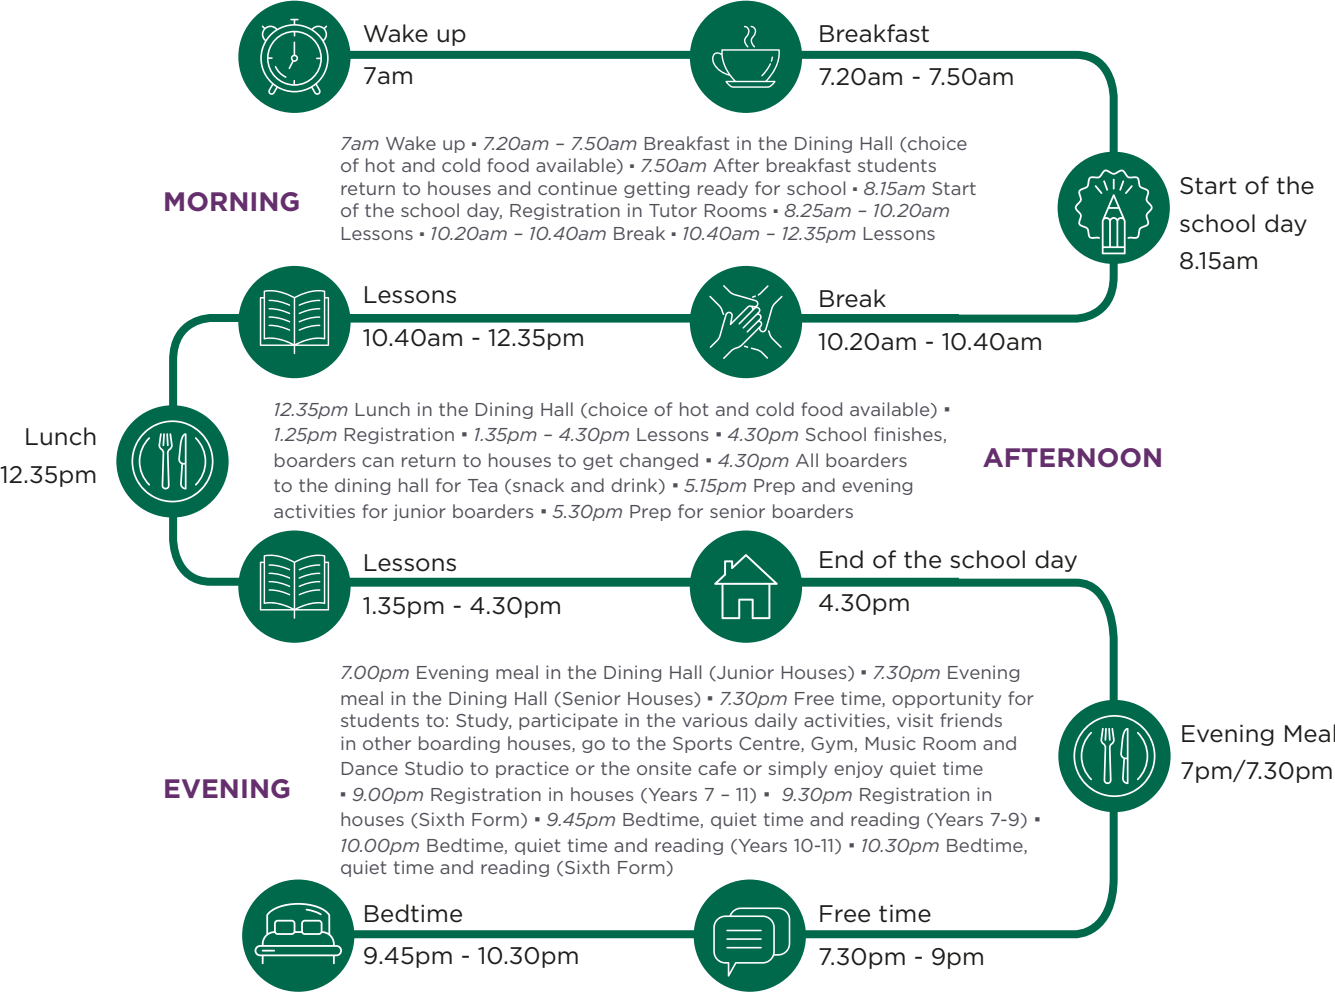 Wake up
7am
Breakfast
7.20am - 7.50am
7am Wake up ▪ 7.20am – 7.50am Breakfast in the Dining Hall (choice
of hot and cold food available) ▪ 7.50am After breakfast students
return to houses and continue getting ready for school ▪ 8.15am Start
of the school day, Registration in Tutor Rooms ▪ 8.25am – 10.20am
Lessons ▪ 10.20am – 10.40am Break ▪ 10.40am – 12.35pm Lessons
MORNING
Start of the
school day
8.15am
Lessons
10.40am - 12.35pm
Break
10.20am - 10.40am
Lunch
12.35pm
12.35pm Lunch in the Dining Hall (choice of hot and cold food available) ▪
1.25pm Registration ▪ 1.35pm – 4.30pm Lessons ▪ 4.30pm School finishes,
boarders can return to houses to get changed ▪ 4.30pm All boarders
to the dining hall for Tea (snack and drink) ▪ 5.15pm Prep and evening
activities for junior boarders ▪ 5.30pm Prep for senior boarders
AFTERNOON
Lessons
1.35pm - 4.30pm
End of the school day
4.30pm
7.00pm Evening meal in the Dining Hall (Junior Houses) ▪ 7.30pm Evening
meal in the Dining Hall (Senior Houses) ▪ 7.30pm Free time, opportunity for
students to: Study, participate in the various daily activities, visit friends
in other boarding houses, go to the Sports Centre, Gym, Music Room and
Dance Studio to practice or the onsite cafe or simply enjoy quiet time
▪ 9.00pm Registration in houses (Years 7 – 11) ▪ 9.30pm Registration in
houses (Sixth Form) ▪ 9.45pm Bedtime, quiet time and reading (Years 7-9) ▪
10.00pm Bedtime, quiet time and reading (Years 10-11) ▪ 10.30pm Bedtime,
quiet time and reading (Sixth Form)
EVENING
Evening Meal
7pm/7.30pm
Bedtime
9.45pm - 10.30pm
Free time
7.30pm - 9pm